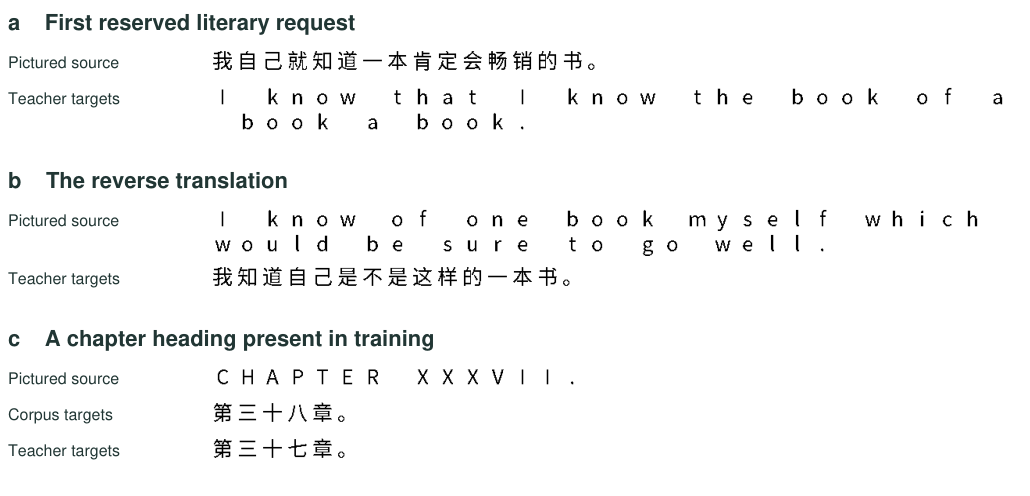 a First reserved literary request
Pictured source 我自己就知道一本肯定会畅销的书。
Teacher targets I know that I know the book of a
book a book.
b The reverse translation
Pictured source I know of one book myself which
would be sure to go well.
Teacher targets 我知道自己是不是这样的一本书。
c A chapter heading present in training
Pictured source CHAPTER XXXVII.
Corpus targets 第三十八章。
Teacher targets 第三十七章。